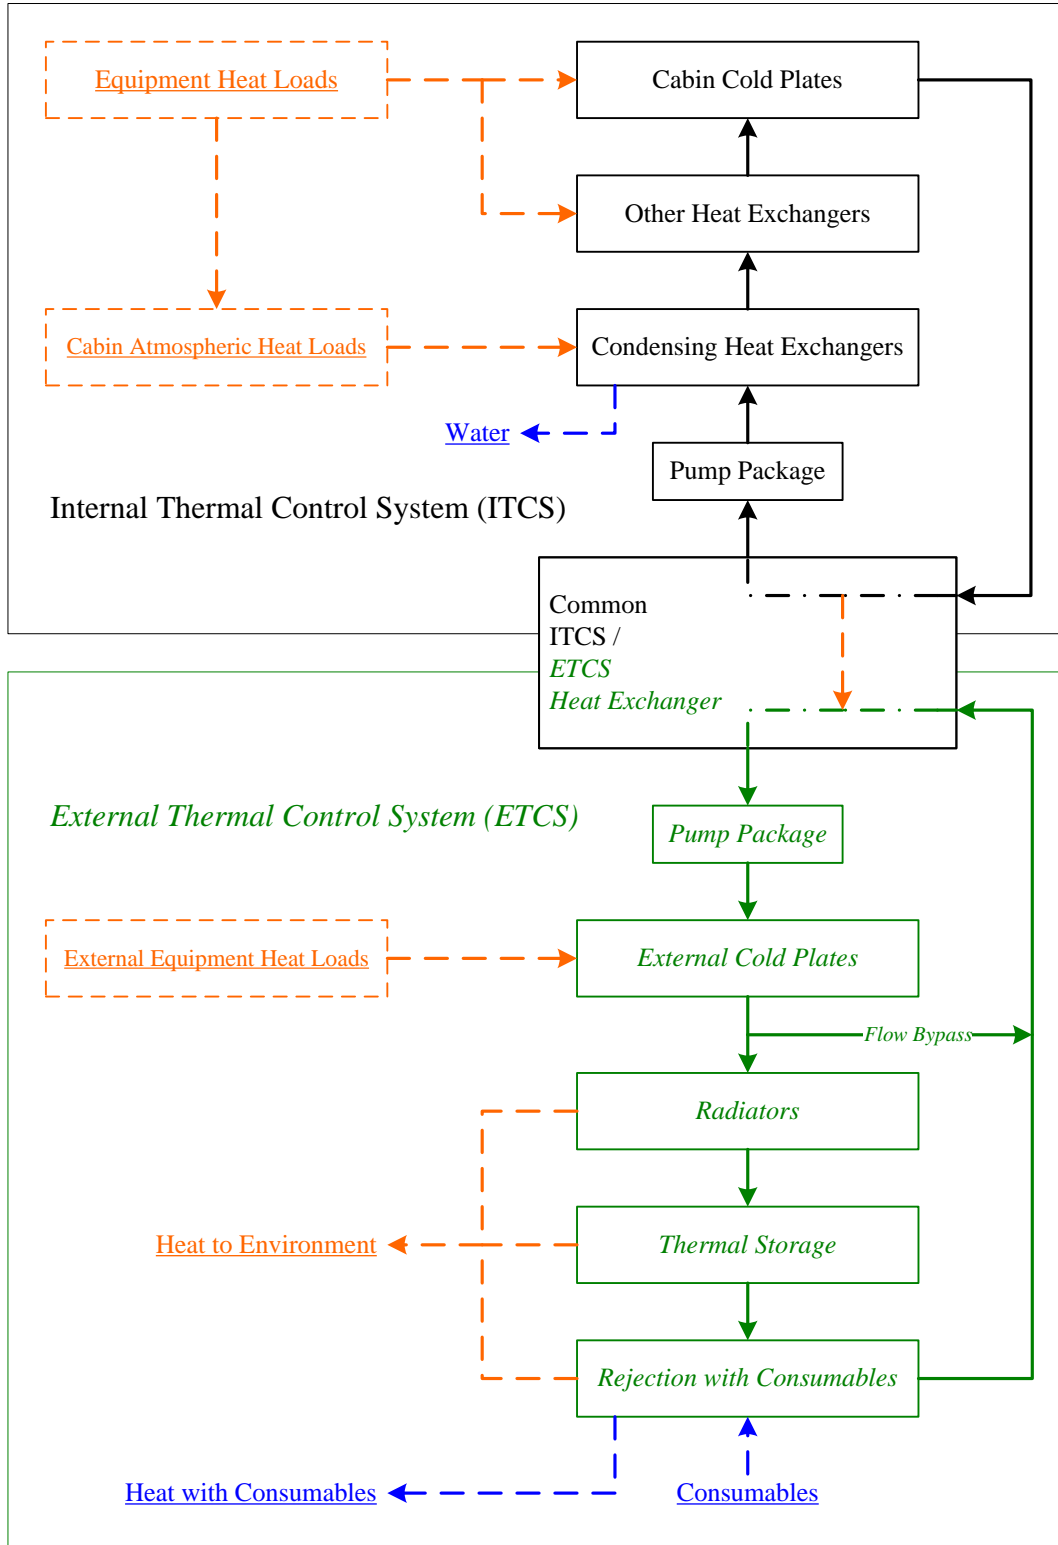 Equipment Heat Loads
Cabin Cold Plates
Other Heat Exchangers
Cabin Atmospheric Heat Loads
Condensing Heat Exchangers
Water
Pump Package
Internal Thermal Control System (ITCS)
Common
ITCS /
ETCS
Heat Exchanger
External Thermal Control System (ETCS)
Pump Package
External Equipment Heat Loads
External Cold Plates
Flow Bypass
Radiators
Heat to Environment
Thermal Storage
Rejection with Consumables
Heat with Consumables
Consumables